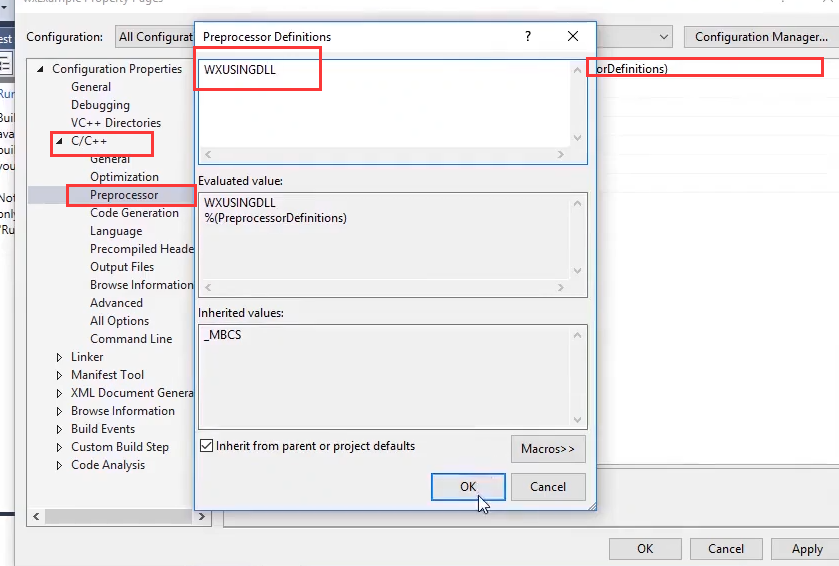 wxExample Property Pages
Configuration:
All Configurat
Configuration Manager...
Preprocessor Definitions
?
WXUSINGDLL
orDefinitions)
Evaluated value:
WXUSINGDLL
%(PreprocessorDefinitions)
Inherited values:
_MBCS
Inherit from parent or project defaults
Macros>>
OK
Cancel
Configuration Properties
General
Debugging
VC++ Directories
C/C++
General
Optimization
Preprocessor
Code Generation
Language
Precompiled Heade
Output Files
Browse Information
Advanced
All Options
Command Line
Linker
Manifest Tool
XML Document Genera
Browse Information
Build Events
Custom Build Step
Code Analysis
OK
Cancel
Apply